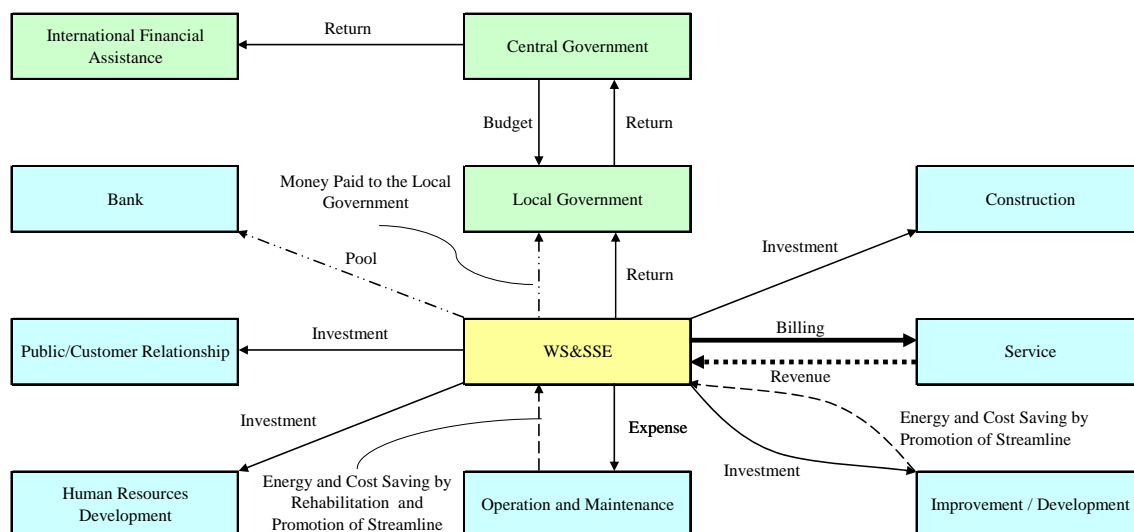 International Financial
Assistance
Return
Central Government
Budget
Return
Bank
Money Paid to the Local
Government
Local Government
Construction
Pool
Return
Investment
Public/Customer Relationship
Investment
WS&SSE
Billing
Revenue
Service
Investment
Expense
Energy and Cost Saving by
Promotion of Streamline
Investment
Human Resources
Development
Energy and Cost Saving by
Rehabilitation and
Promotion of Streamline
Operation and Maintenance
Improvement / Development